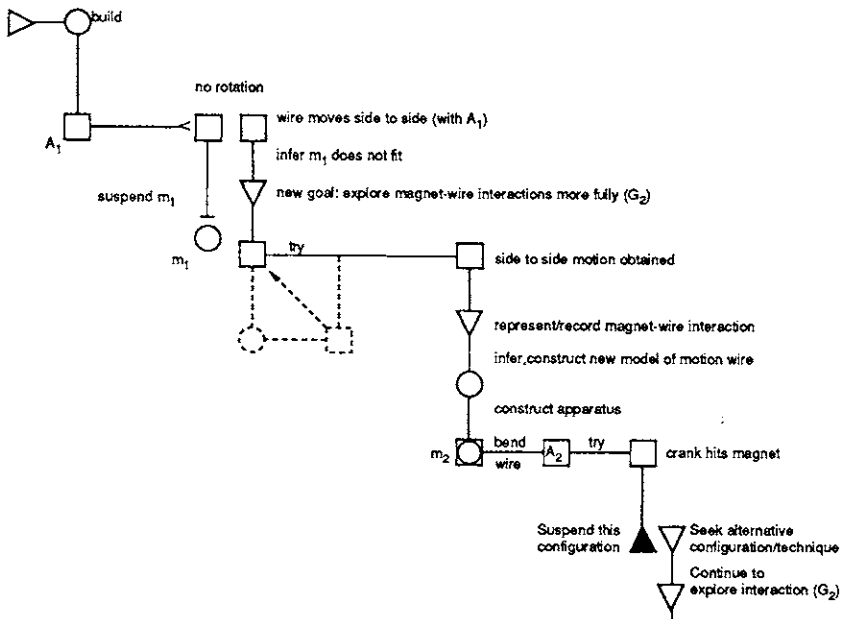 build
no rotation
wire moves side to side (with A₁)
A₁
infer m₁ does not fit
suspend m₁
new goal: explore magnet-wire interactions more fully (G₂)
m₁
try
side to side motion obtained
represent/record magnet-wire interaction
infer,construct new model of motion wire
construct apparatus
m₂
bend
wire
A₂
try
crank hits magnet
Suspend this
configuration
Seek alternative
configuration/technique
Continue to
explore interaction (G₂)